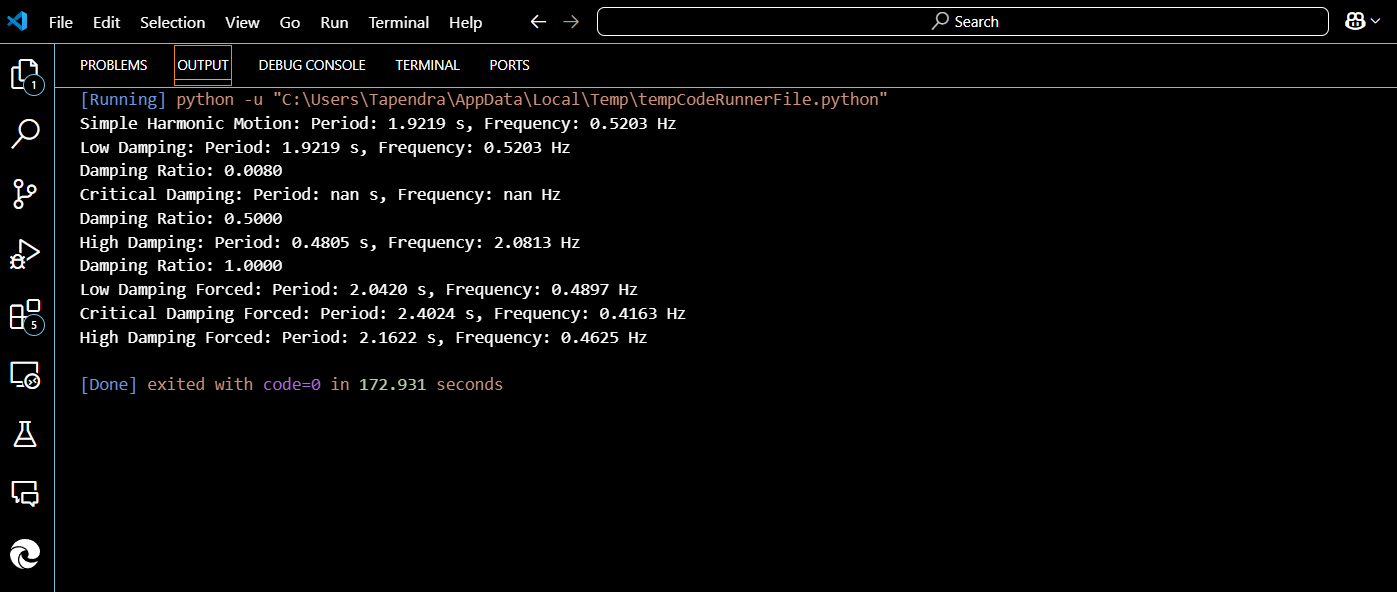 File Edit Selection View Go Run Terminal Help Search
PROBLEMS OUTPUT DEBUG CONSOLE TERMINAL PORTS
1
5
[Running] python -u "C:\Users\Tapendra\AppData\Local\Temp\tempCodeRunnerFile.python"
Simple Harmonic Motion: Period: 1.9219 s, Frequency: 0.5203 Hz
Low Damping: Period: 1.9219 s, Frequency: 0.5203 Hz
Damping Ratio: 0.0080
Critical Damping: Period: nan s, Frequency: nan Hz
Damping Ratio: 0.5000
High Damping: Period: 0.4805 s, Frequency: 2.0813 Hz
Damping Ratio: 1.0000
Low Damping Forced: Period: 2.0420 s, Frequency: 0.4897 Hz
Critical Damping Forced: Period: 2.4024 s, Frequency: 0.4163 Hz
High Damping Forced: Period: 2.1622 s, Frequency: 0.4625 Hz
[Done] exited with code=0 in 172.931 seconds